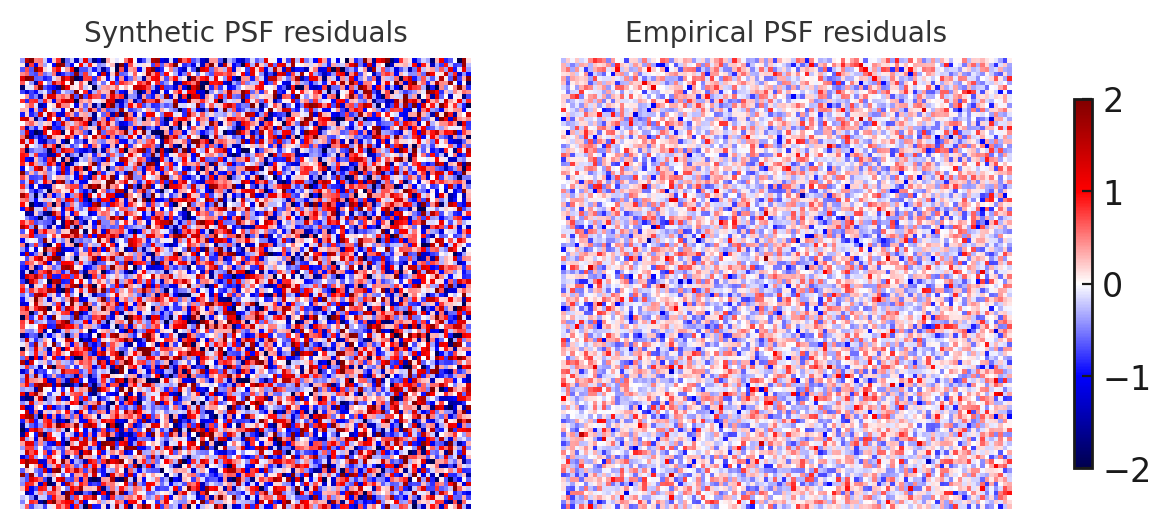 Synthetic PSF residuals
Empirical PSF residuals
2
1
0
−1
−2